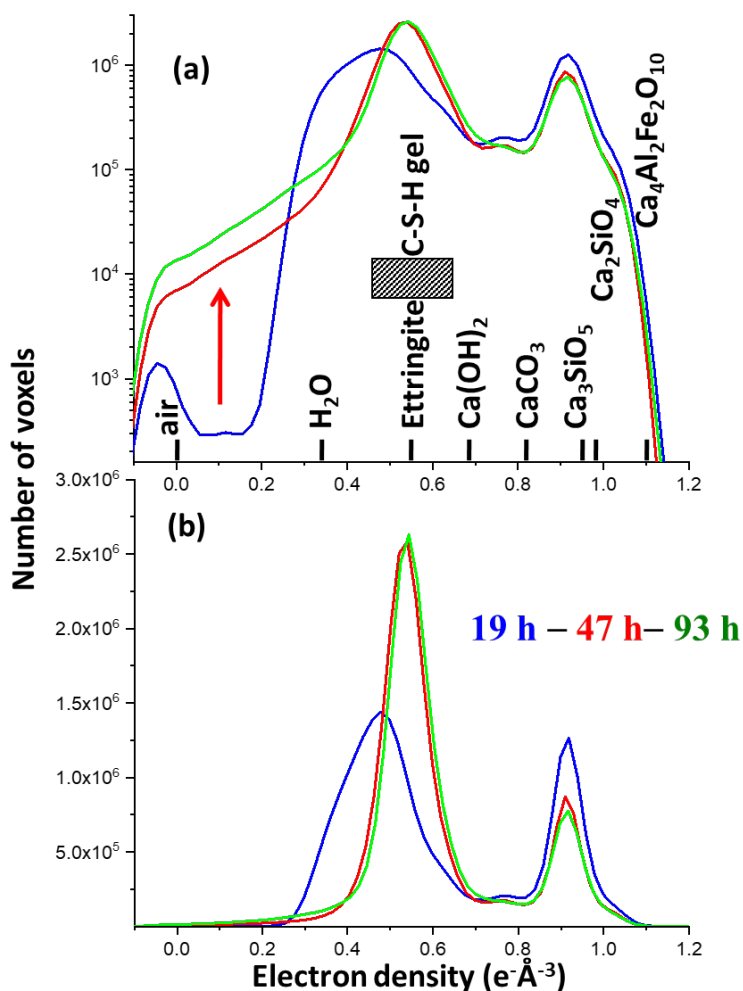 (a)
10⁶
10⁵
10⁴
10³
air
H₂O
Ettringite
C-S-H gel
Ca(OH)₂
CaCO₃
Ca₃SiO₅
Ca₂SiO₄
Ca₄Al₂Fe₂O₁₀
0.0 0.2 0.4 0.6 0.8 1.0 1.2
Number of voxels
(b)
3.0x10⁶
2.5x10⁶
2.0x10⁶
1.5x10⁶
1.0x10⁶
5.0x10⁵
19 h – 47 h – 93 h
0.0 0.2 0.4 0.6 0.8 1.0 1.2
Electron density (e⁻Å⁻³)